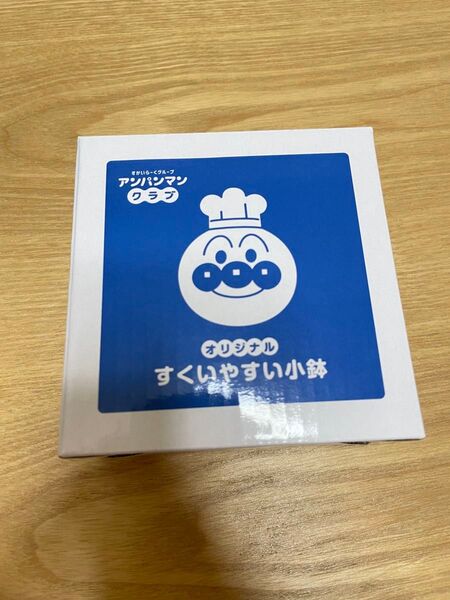 すかいらーくグループ
アンパンマン
クラブ
オリジナル
すくいやすい小鉢